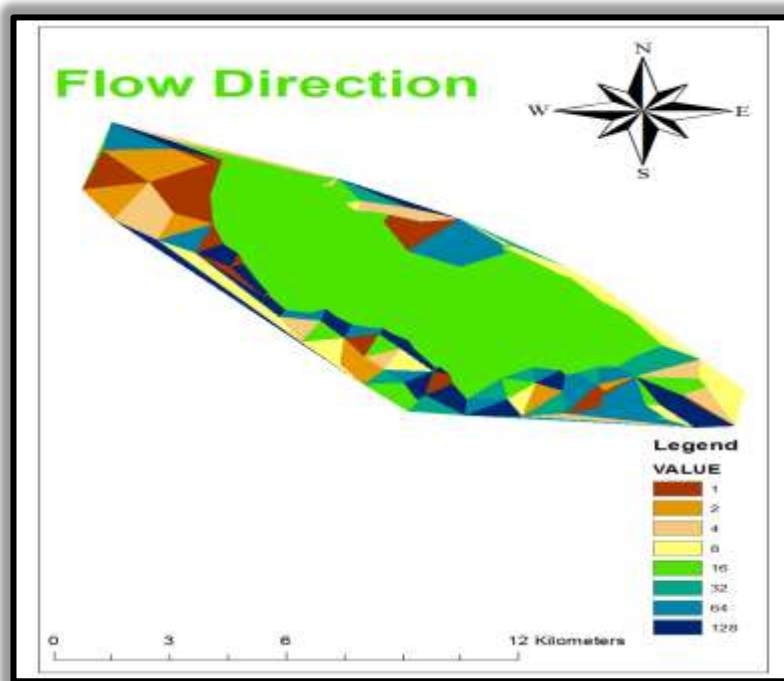 Flow Direction
N
W E
S
Legend
VALUE
1
2
4
8
16
32
64
128
0 3 6 12 Kilometers